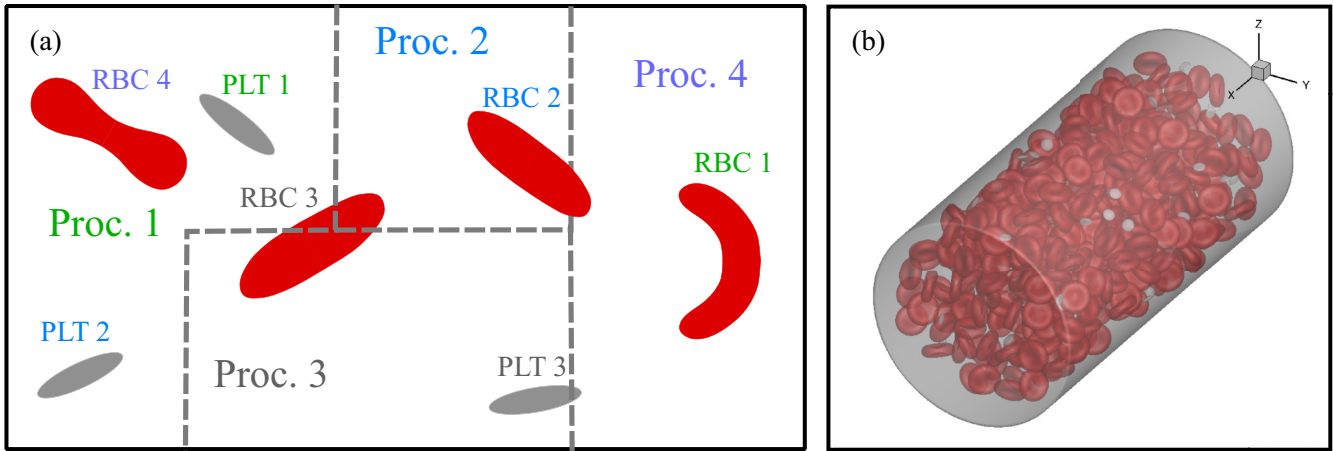 (a)
Proc. 2
Proc. 4
RBC 4
PLT 1
RBC 2
RBC 1
RBC 3
Proc. 1
PLT 2
Proc. 3
PLT 3
(b)
Z
Y
X